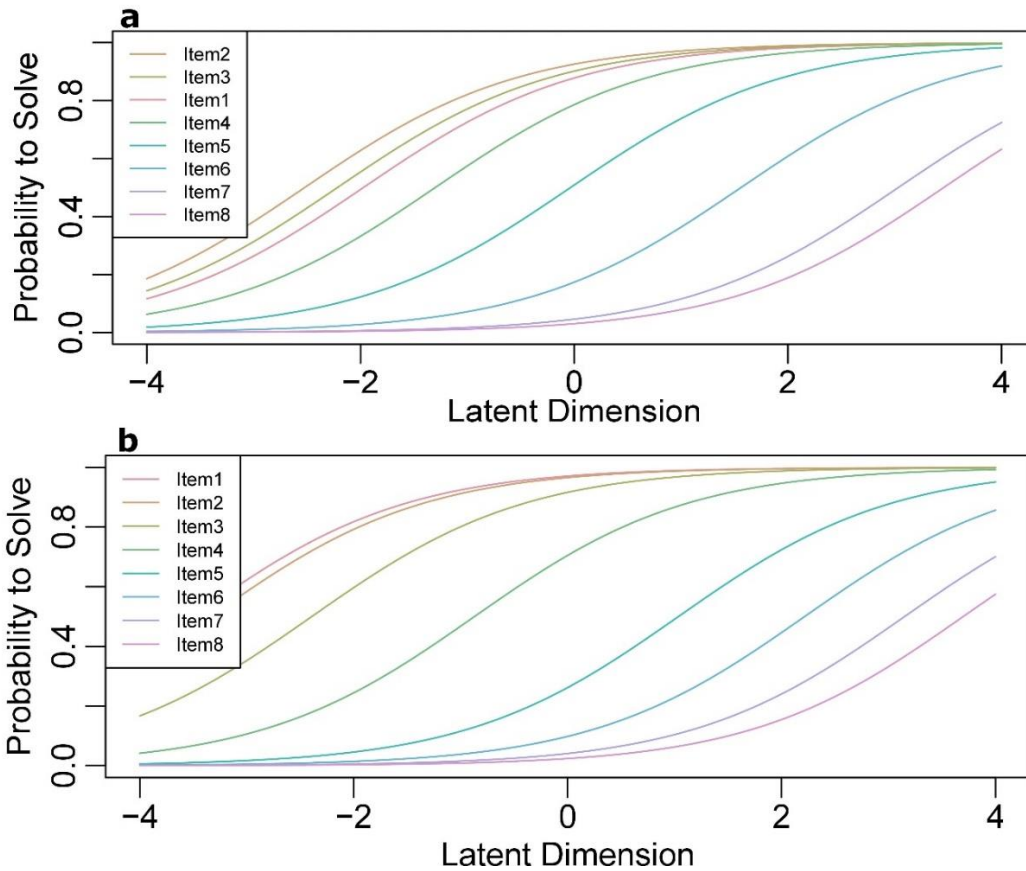 a
Item2
Item3
Item1
Item4
Item5
Item6
Item7
Item8
Probability to Solve
0.0 0.4 0.8
−4 −2 0 2 4
Latent Dimension
b
Item1
Item2
Item3
Item4
Item5
Item6
Item7
Item8
Probability to Solve
0.0 0.4 0.8
−4 −2 0 2 4
Latent Dimension